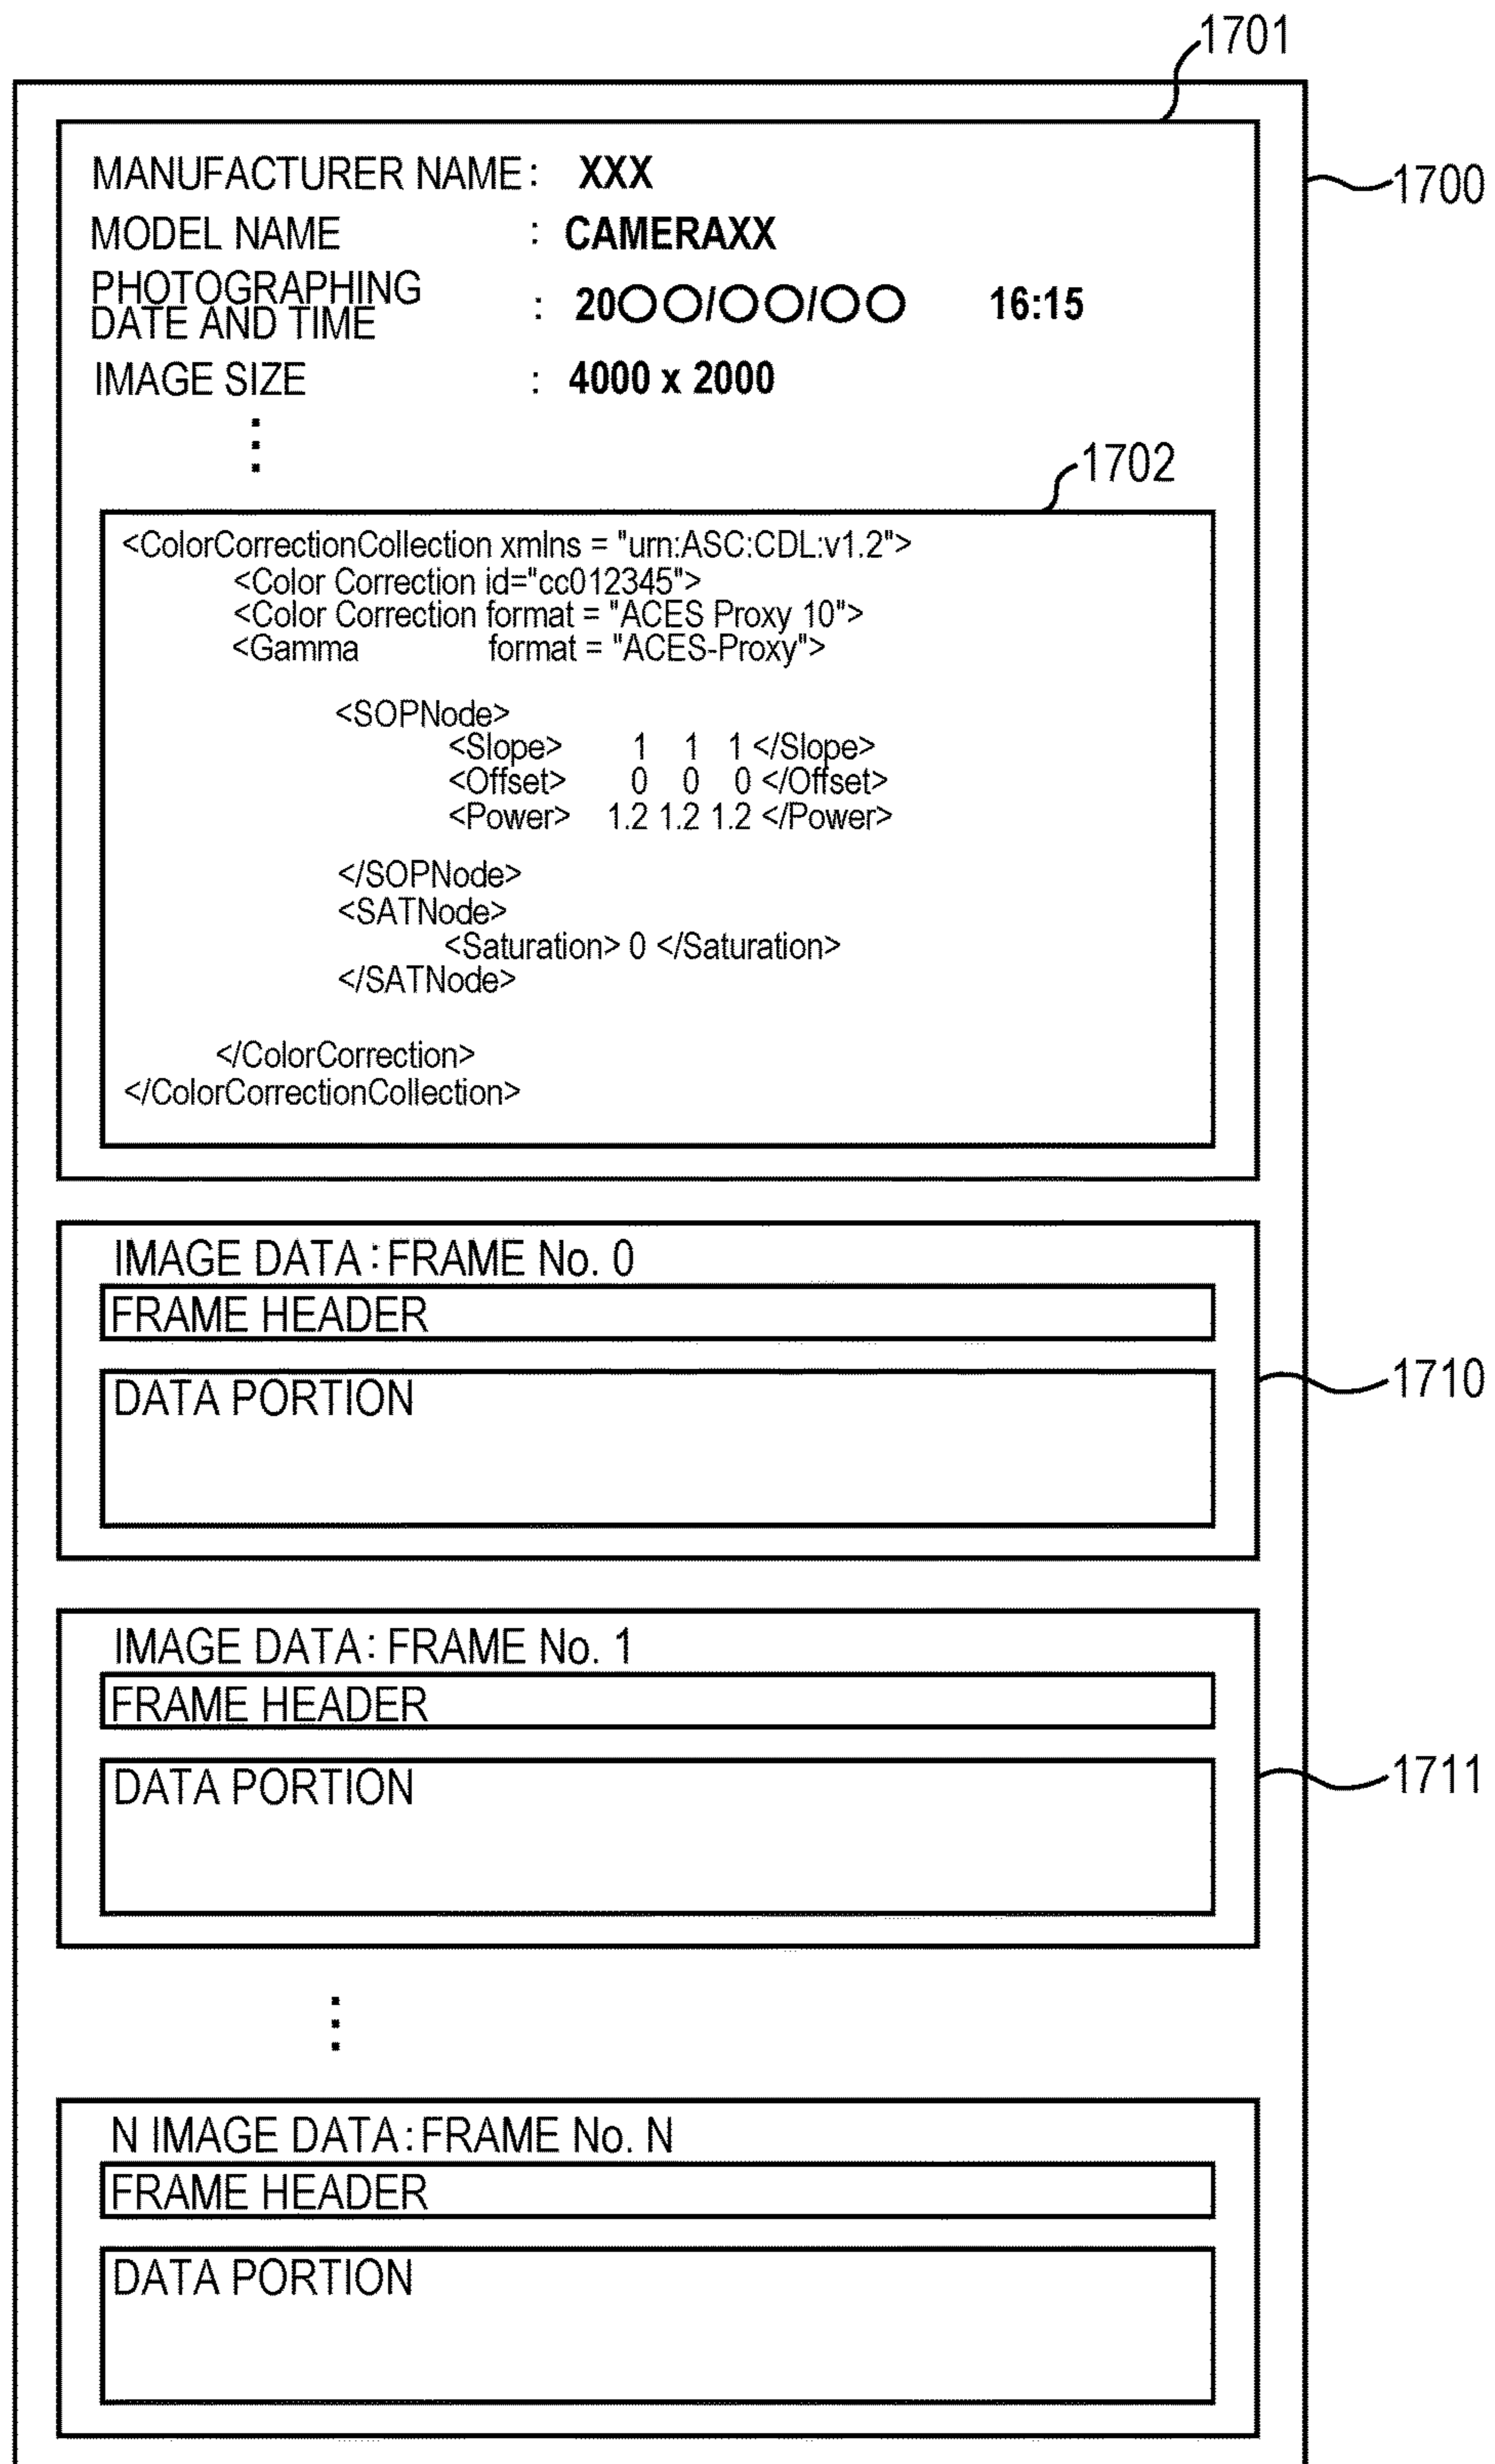 1701
MANUFACTURER NAME : XXX
1700
MODEL NAME : CAMERAXX
PHOTOGRAPHING
DATE AND TIME : 20○○/○○/○○ 16:15
IMAGE SIZE : 4000 x 2000
1702
<ColorCorrectionCollection xmlns = "urn:ASC:CDL:v1.2">
<Color Correction id="cc012345">
<Color Correction format = "ACES Proxy 10">
<Gamma format = "ACES-Proxy">
<SOPNode>
<Slope> 1 1 1 </Slope>
<Offset> 0 0 0 </Offset>
<Power> 1.2 1.2 1.2 </Power>
</SOPNode>
<SATNode>
<Saturation> 0 </Saturation>
</SATNode>
</ColorCorrection>
</ColorCorrectionCollection>
IMAGE DATA : FRAME No. 0
FRAME HEADER
DATA PORTION
1710
IMAGE DATA : FRAME No. 1
FRAME HEADER
DATA PORTION
1711
N IMAGE DATA : FRAME No. N
FRAME HEADER
DATA PORTION